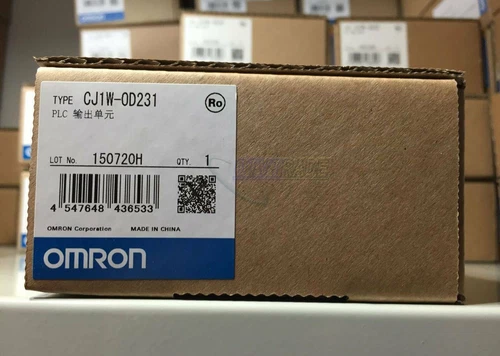 TYPE CJ1W-OD231 Ro
PLC 输出单元
LOT No. 150720H QTY. 1
4 547648 436533
OMRON Corporation MADE IN CHINA
OMRON